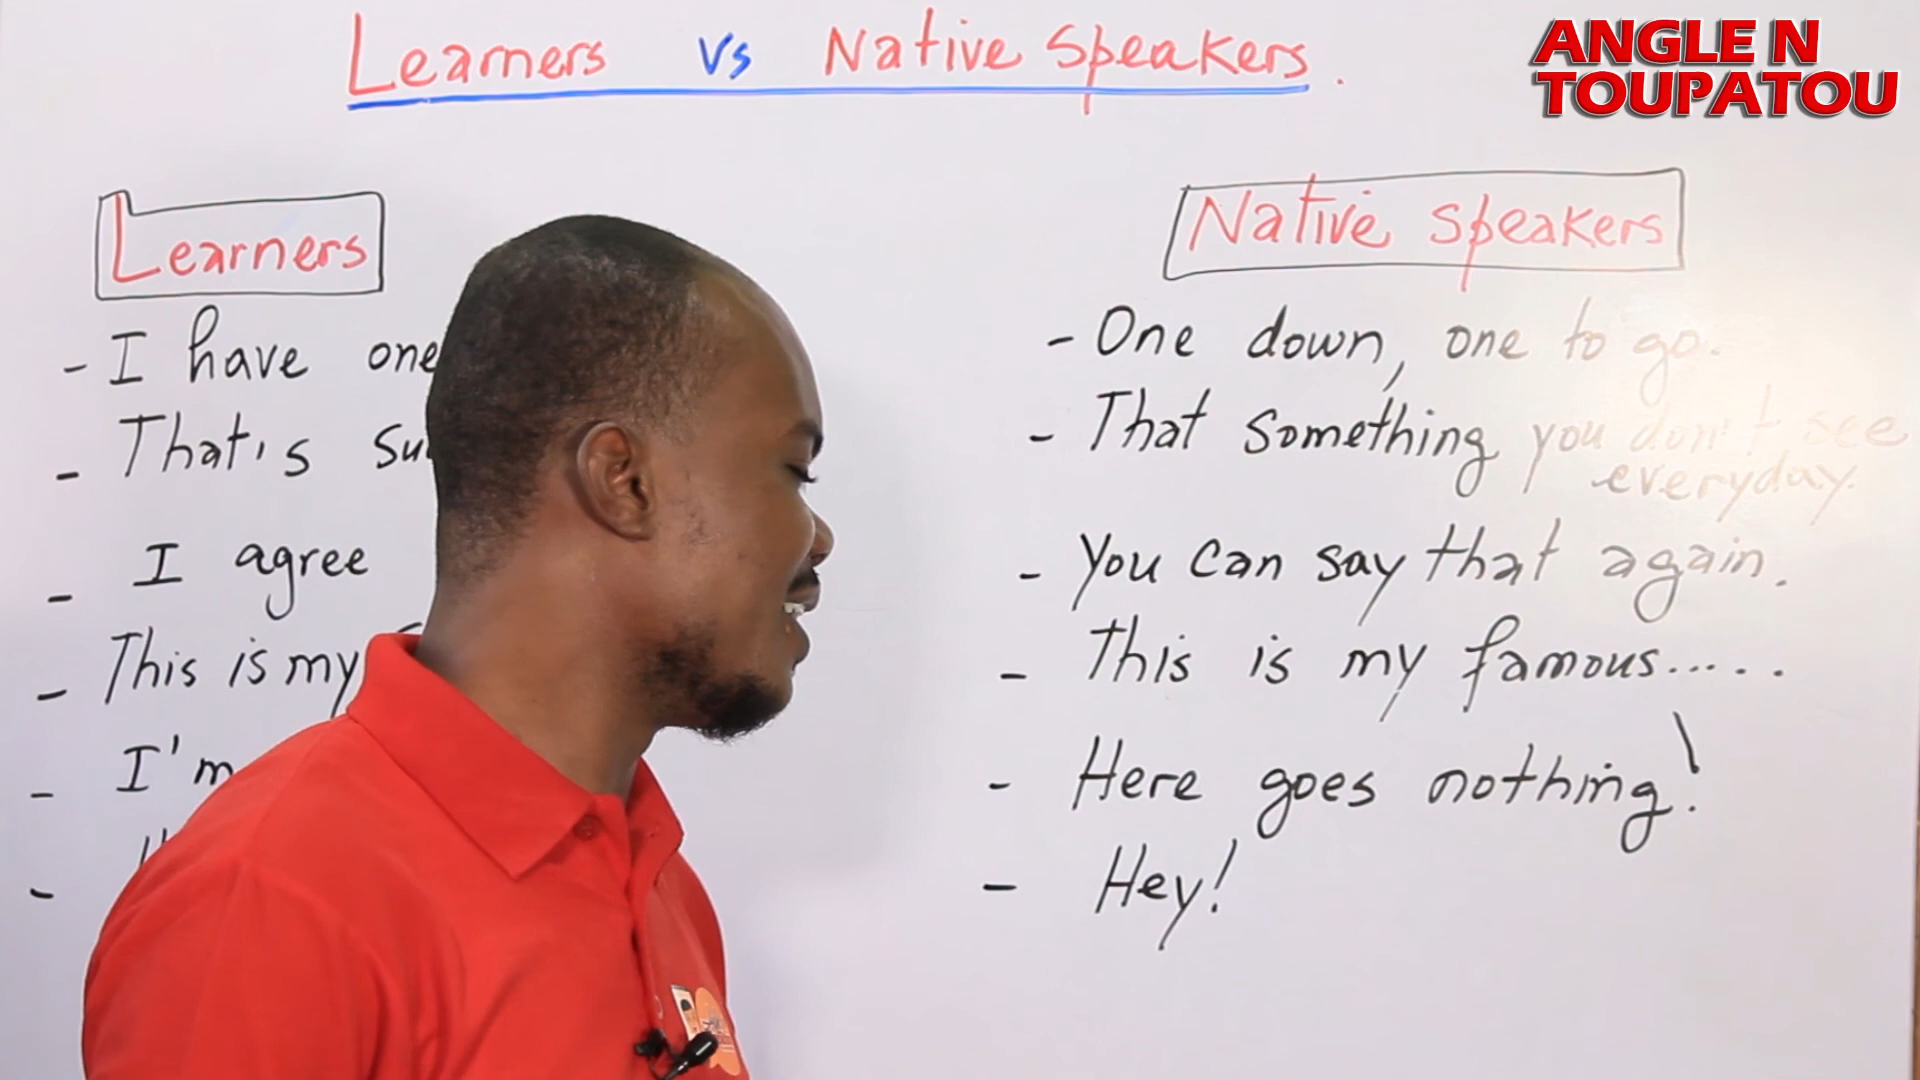 Learners vs Native Speakers.
ANGLE N
TOUPATOU
Learners
- I have one
- That's
- I agree
- This is my
- I'm
-
Native Speakers
- One down, one to go.
- That something you don't see
everyday.
- You can say that again.
- This is my famous.....
- Here goes nothing!
- Hey!